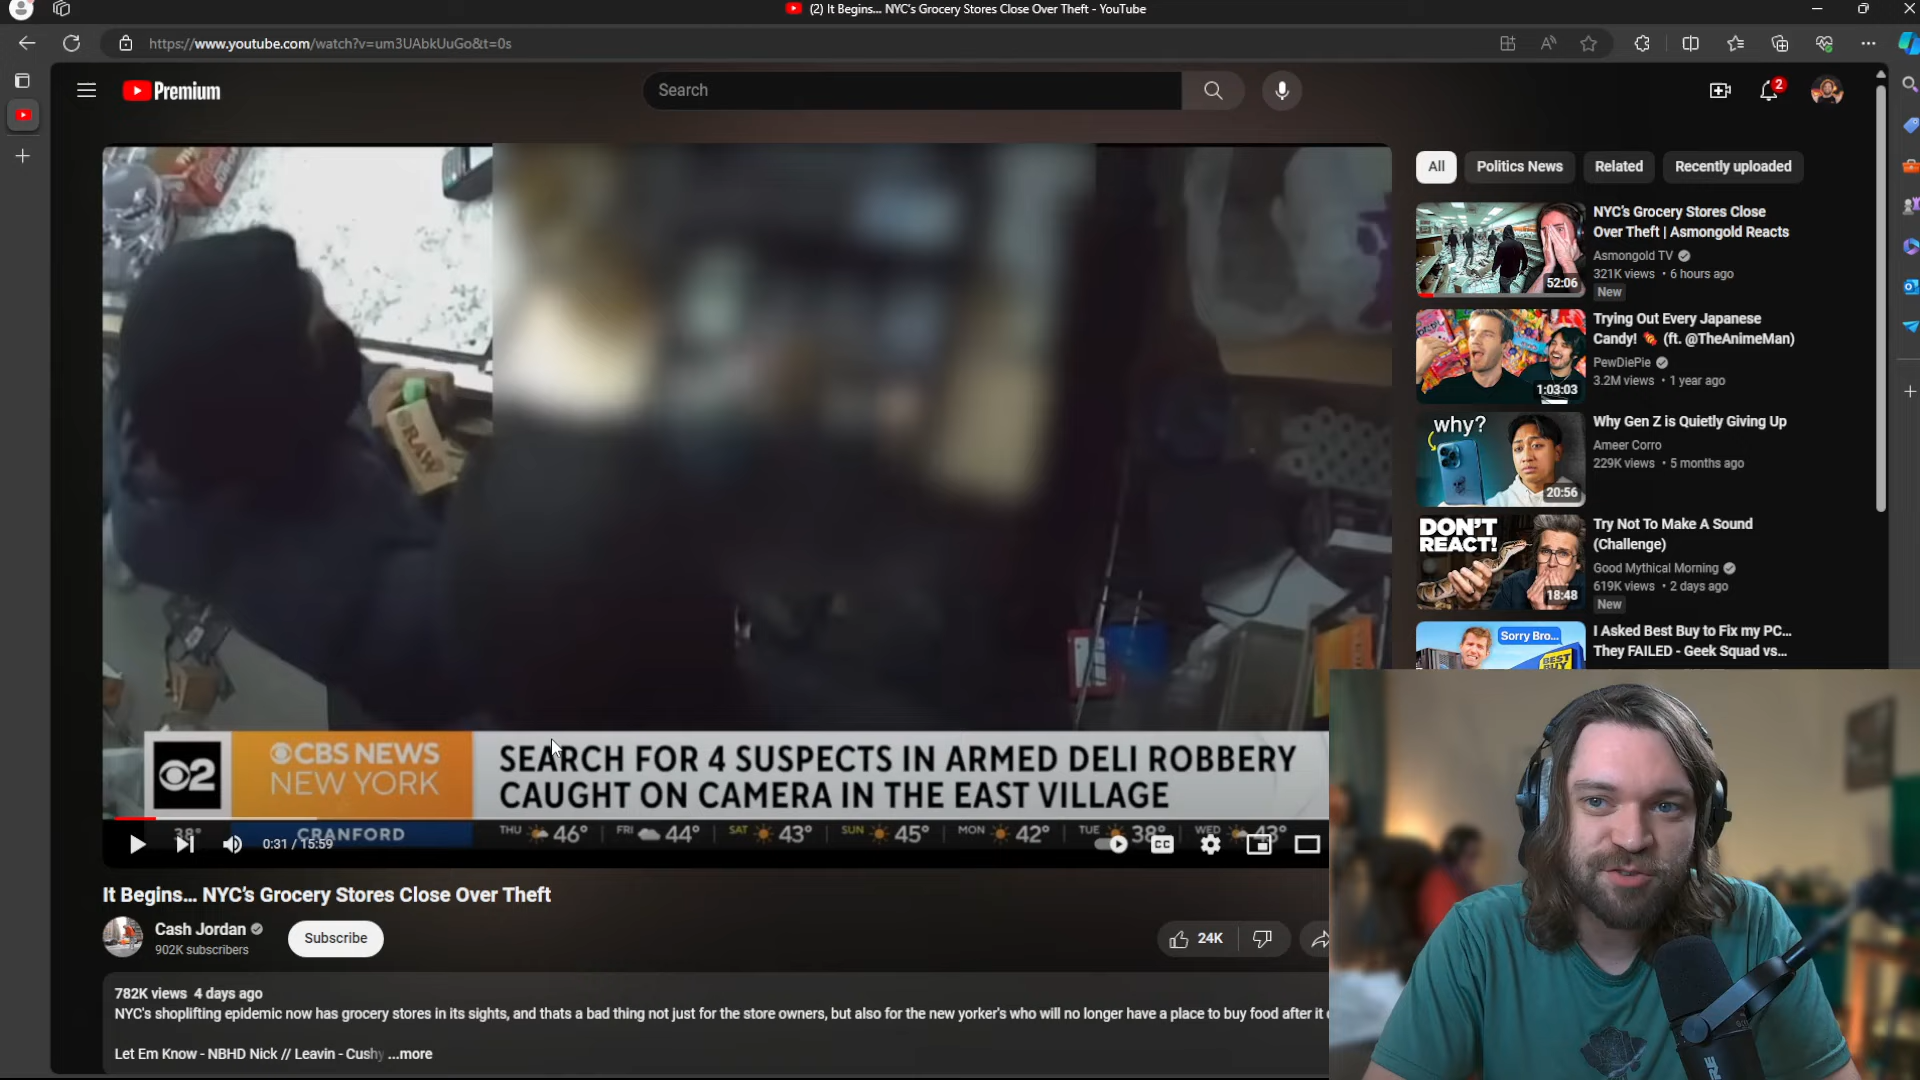 (2) It Begins... NYC's Grocery Stores Close Over Theft - YouTube
https://www.youtube.com/watch?v=um3UAbkUuGo&t=0s
Premium
Search
2
All
Politics News
Related
Recently uploaded
RAW
CBS NEWS
NEW YORK
2
SEARCH FOR 4 SUSPECTS IN ARMED DELI ROBBERY
CAUGHT ON CAMERA IN THE EAST VILLAGE
38°
CRANFORD
THU 46°
FRI 44°
SAT 43°
SUN 45°
MON 42°
TUE 38°
WED 43°
0:31 / 15:59
CC
It Begins... NYC's Grocery Stores Close Over Theft
Cash Jordan
902K subscribers
Subscribe
24K
782K views 4 days ago
NYC's shoplifting epidemic now has grocery stores in its sights, and thats a bad thing not just for the store owners, but also for the new yorker's who will no longer have a place to buy food after it
Let Em Know - NBHD Nick // Leavin - Cushy ...more
52:06
NYC's Grocery Stores Close
Over Theft | Asmongold Reacts
Asmongold TV
321K views • 6 hours ago
New
1:03:03
Trying Out Every Japanese
Candy! 🍬 (ft. @TheAnimeMan)
PewDiePie
3.2M views • 1 year ago
why?
20:56
Why Gen Z is Quietly Giving Up
Ameer Corro
229K views • 5 months ago
DON'T
REACT!
18:48
Try Not To Make A Sound
(Challenge)
Good Mythical Morning
619K views • 2 days ago
New
Sorry Bro...
BEST
BUY
I Asked Best Buy to Fix my PC...
They FAILED - Geek Squad vs...